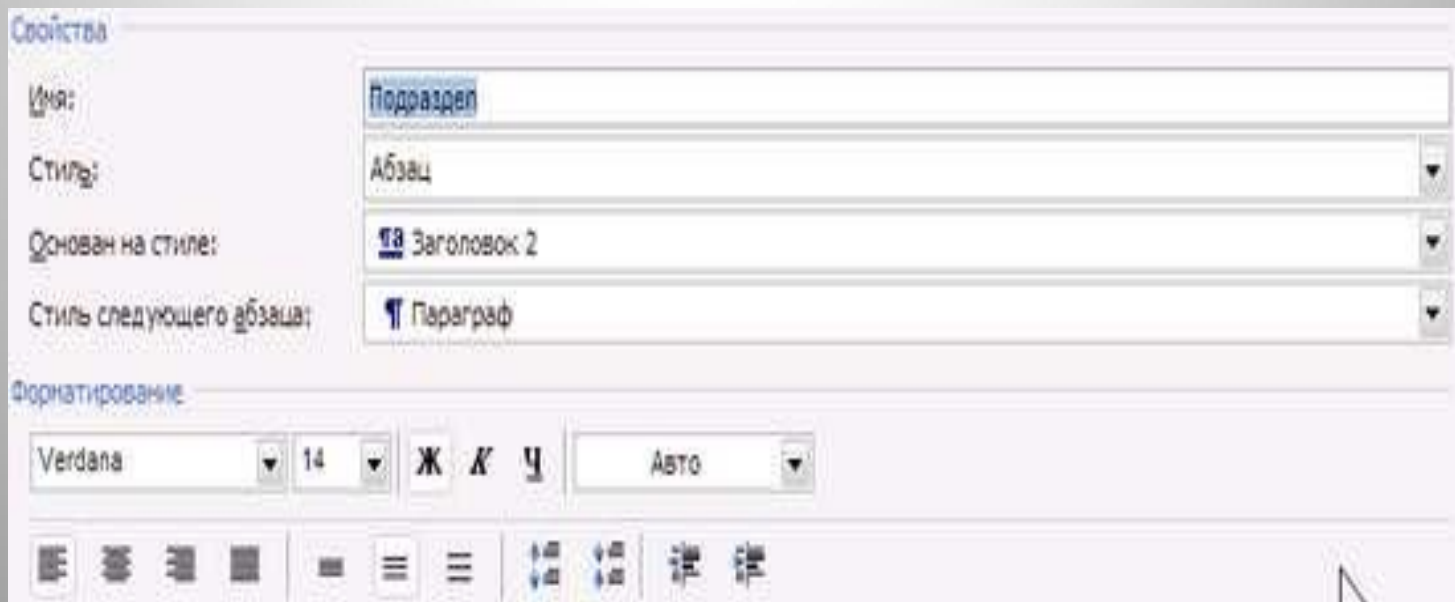 Свойства
Имя: Подраздел
Стиль: Абзац
Основан на стиле: ¶a Заголовок 2
Стиль следующего абзаца: ¶ Параграф
Форматирование
Verdana 14 Ж К Ч Авто